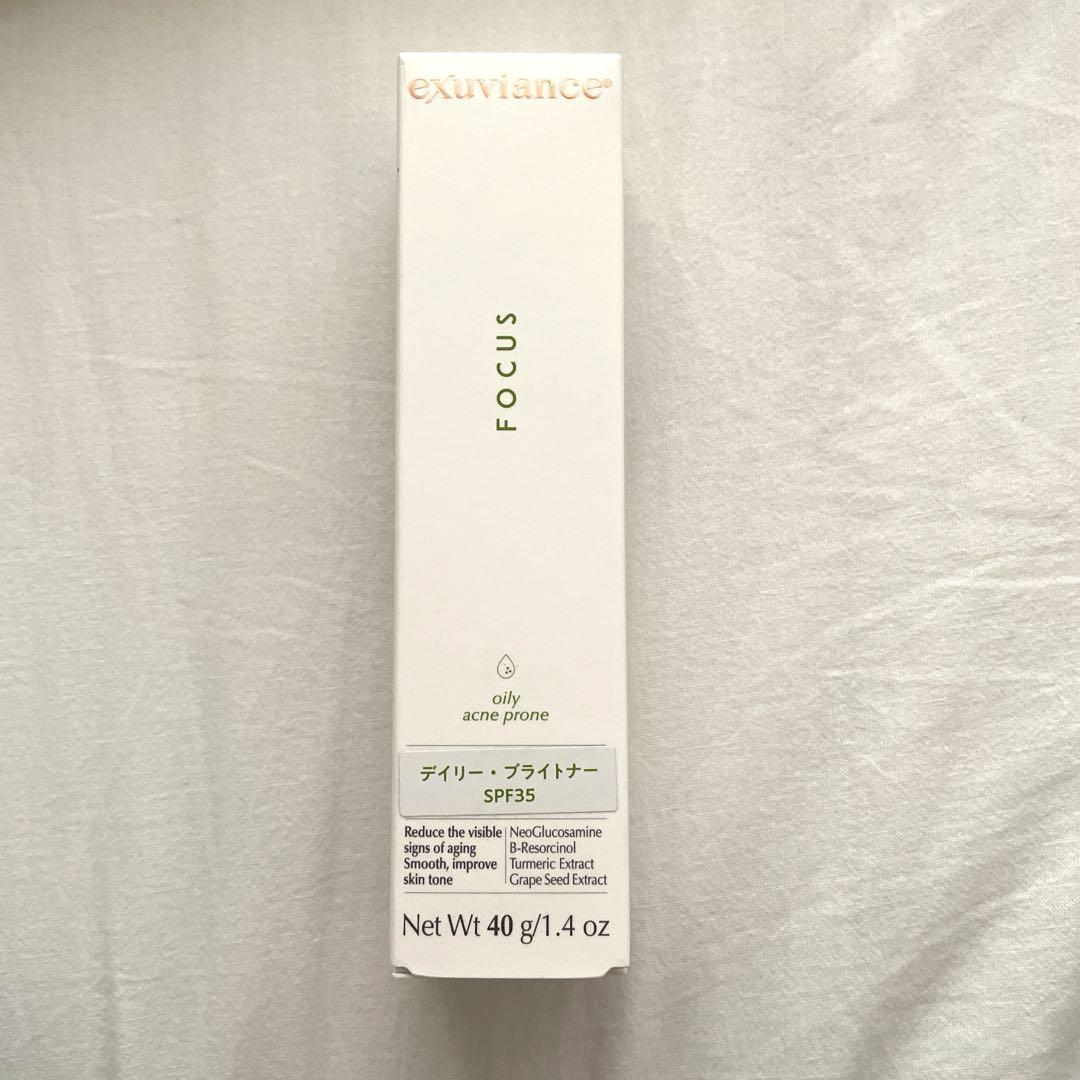 exuviance®
FOCUS
oily
acne prone
デイリー・ブライトナー
SPF35
Reduce the visible
signs of aging
Smooth, improve
skin tone
NeoGlucosamine
B-Resorcinol
Turmeric Extract
Grape Seed Extract
Net Wt 40 g/1.4 oz